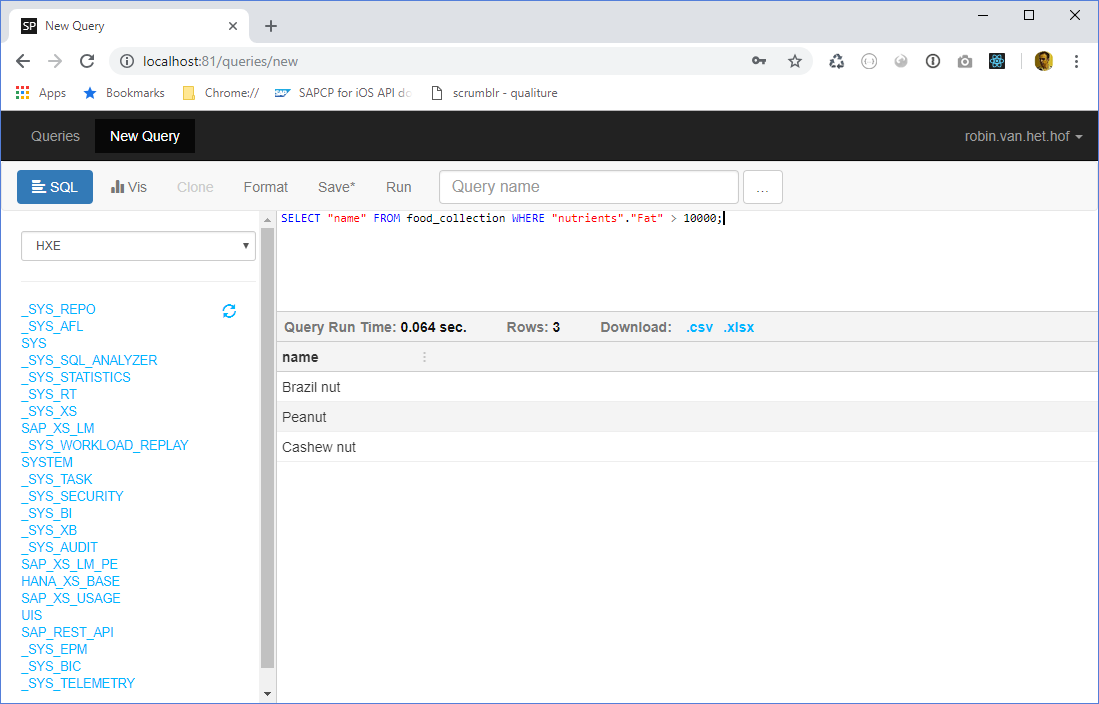 SP New Query
localhost:81/queries/new
Apps Bookmarks Chrome:// SAPCP for iOS API do scrumblr - qualiture
Queries New Query robin.van.het.hof
SQL Vis Clone Format Save* Run Query name ...
SELECT "name" FROM food_collection WHERE "nutrients"."Fat" > 10000;
HXE
_SYS_REPO
_SYS_AFL
SYS
_SYS_SQL_ANALYZER
_SYS_STATISTICS
_SYS_RT
_SYS_XS
SAP_XS_LM
_SYS_WORKLOAD_REPLAY
SYSTEM
_SYS_TASK
_SYS_SECURITY
_SYS_BI
_SYS_XB
_SYS_AUDIT
SAP_XS_LM_PE
HANA_XS_BASE
SAP_XS_USAGE
UIS
SAP_REST_API
_SYS_EPM
_SYS_BIC
_SYS_TELEMETRY
Query Run Time: 0.064 sec. Rows: 3 Download: .csv .xlsx
name
Brazil nut
Peanut
Cashew nut